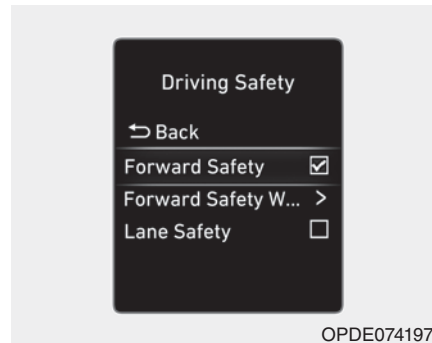 Driving Safety
Back
Forward Safety
Forward Safety W... >
Lane Safety
OPDE074197